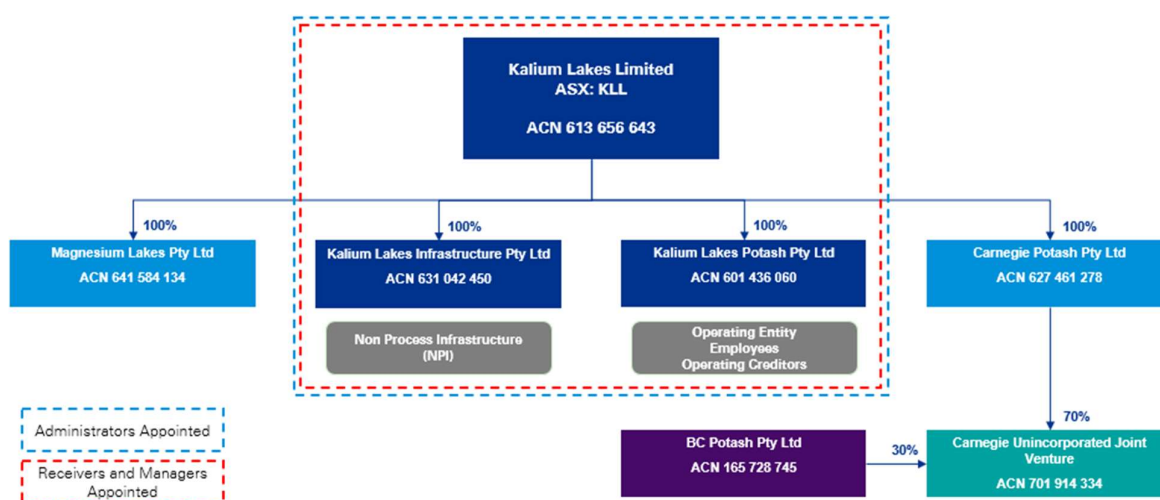 Kalium Lakes Limited
ASX: KLL
ACN 613 656 643
100%
100%
100%
100%
Magnesium Lakes Pty Ltd
ACN 641 584 134
Kalium Lakes Infrastructure Pty Ltd
ACN 631 042 450
Kalium Lakes Potash Pty Ltd
ACN 601 436 060
Carnegie Potash Pty Ltd
ACN 627 461 278
Non Process Infrastructure
(NPI)
Operating Entity
Employees
Operating Creditors
Administrators Appointed
Receivers and Managers
Appointed
70%
BC Potash Pty Ltd
ACN 165 728 745
30%
Carnegie Unincorporated Joint
Venture
ACN 701 914 334